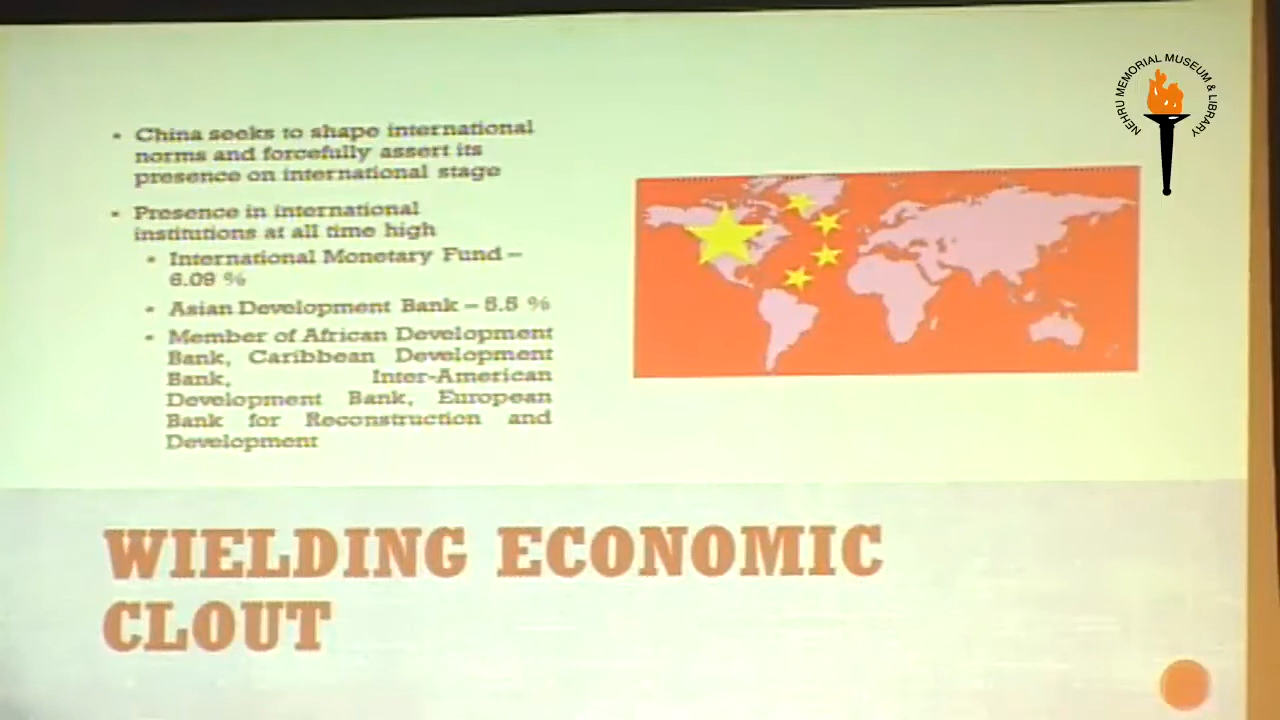 NEHRU MEMORIAL MUSEUM & LIBRARY
• China seeks to shape international
norms and forcefully assert its
presence on international stage
• Presence in international
institutions at all time high
• International Monetary Fund –
6.09 %
• Asian Development Bank – 5.5 %
• Member of African Development
Bank, Caribbean Development
Bank, Inter-American
Development Bank, European
Bank for Reconstruction and
Development
WIELDING ECONOMIC
CLOUT